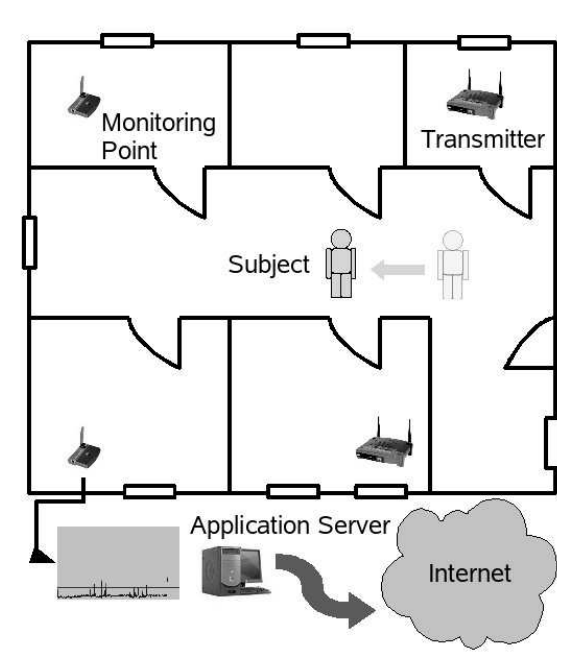 Monitoring
Point
Transmitter
Subject
Application Server
Internet